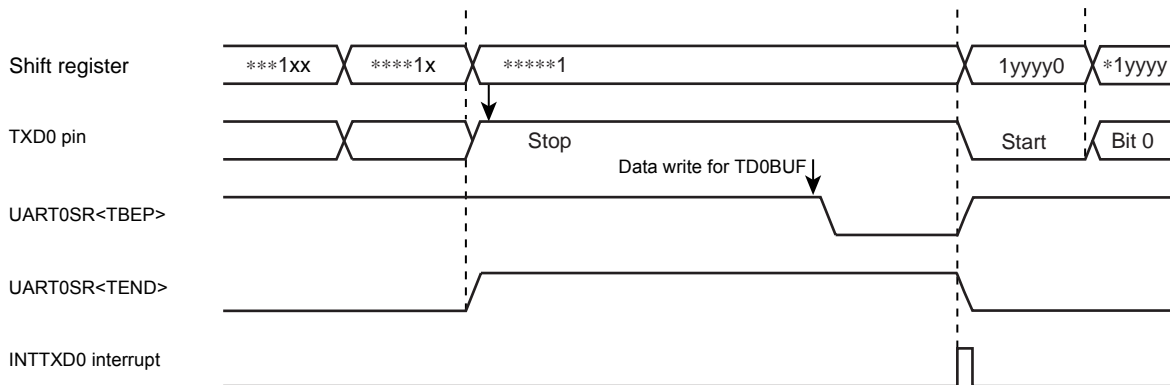 Shift register ***1xx ****1x *****1 1yyyy0 *1yyyy
TXD0 pin Stop Start Bit 0
Data write for TD0BUF
UART0SR<TBEP>
UART0SR<TEND>
INTTXD0 interrupt